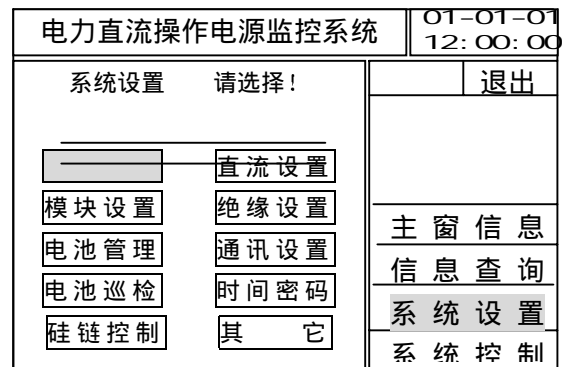 电力直流操作电源监控系统
01-01-01
12:00:00
系统设置 请选择!
退出
直流设置
模块设置 绝缘设置
电池管理 通讯设置
电池巡检 时间密码
硅链控制 其 它
主窗信息
信息查询
系统设置
系统控制